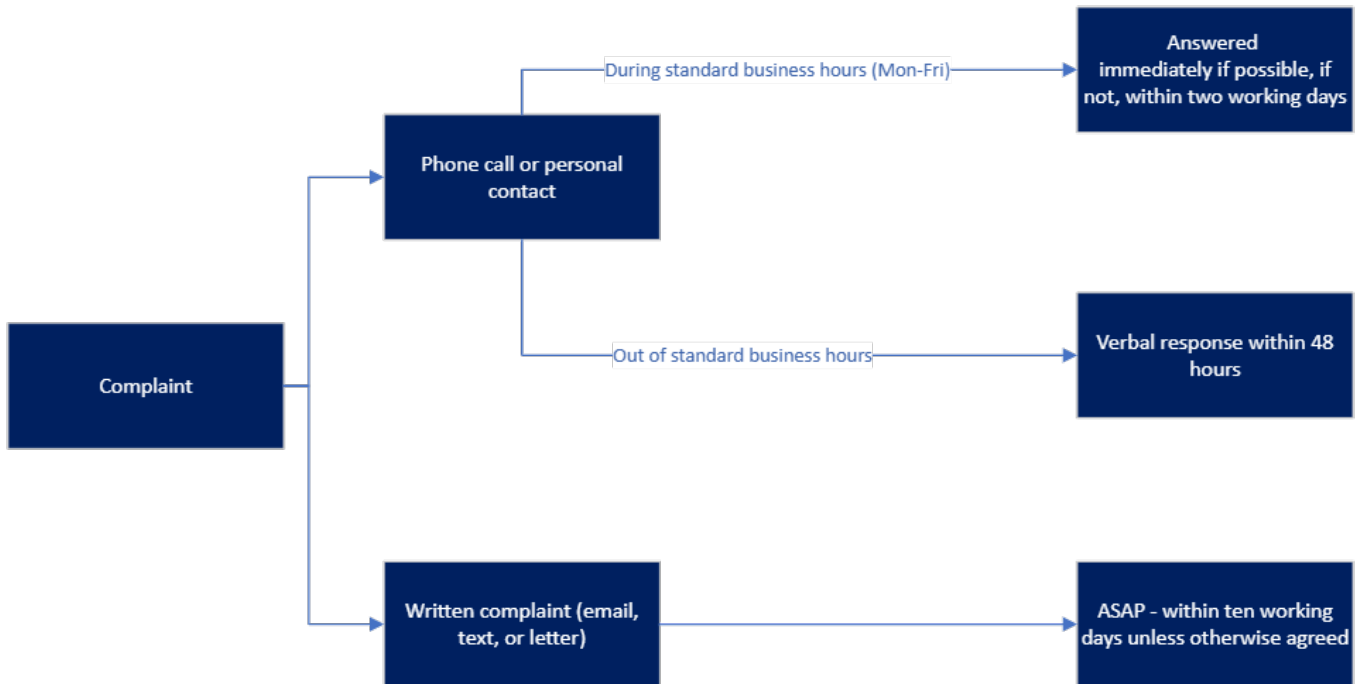 Answered
immediately if possible, if
not, within two working days
During standard business hours (Mon-Fri)
Phone call or personal
contact
Verbal response within 48
hours
Out of standard business hours
Complaint
Written complaint (email,
text, or letter)
ASAP - within ten working
days unless otherwise agreed